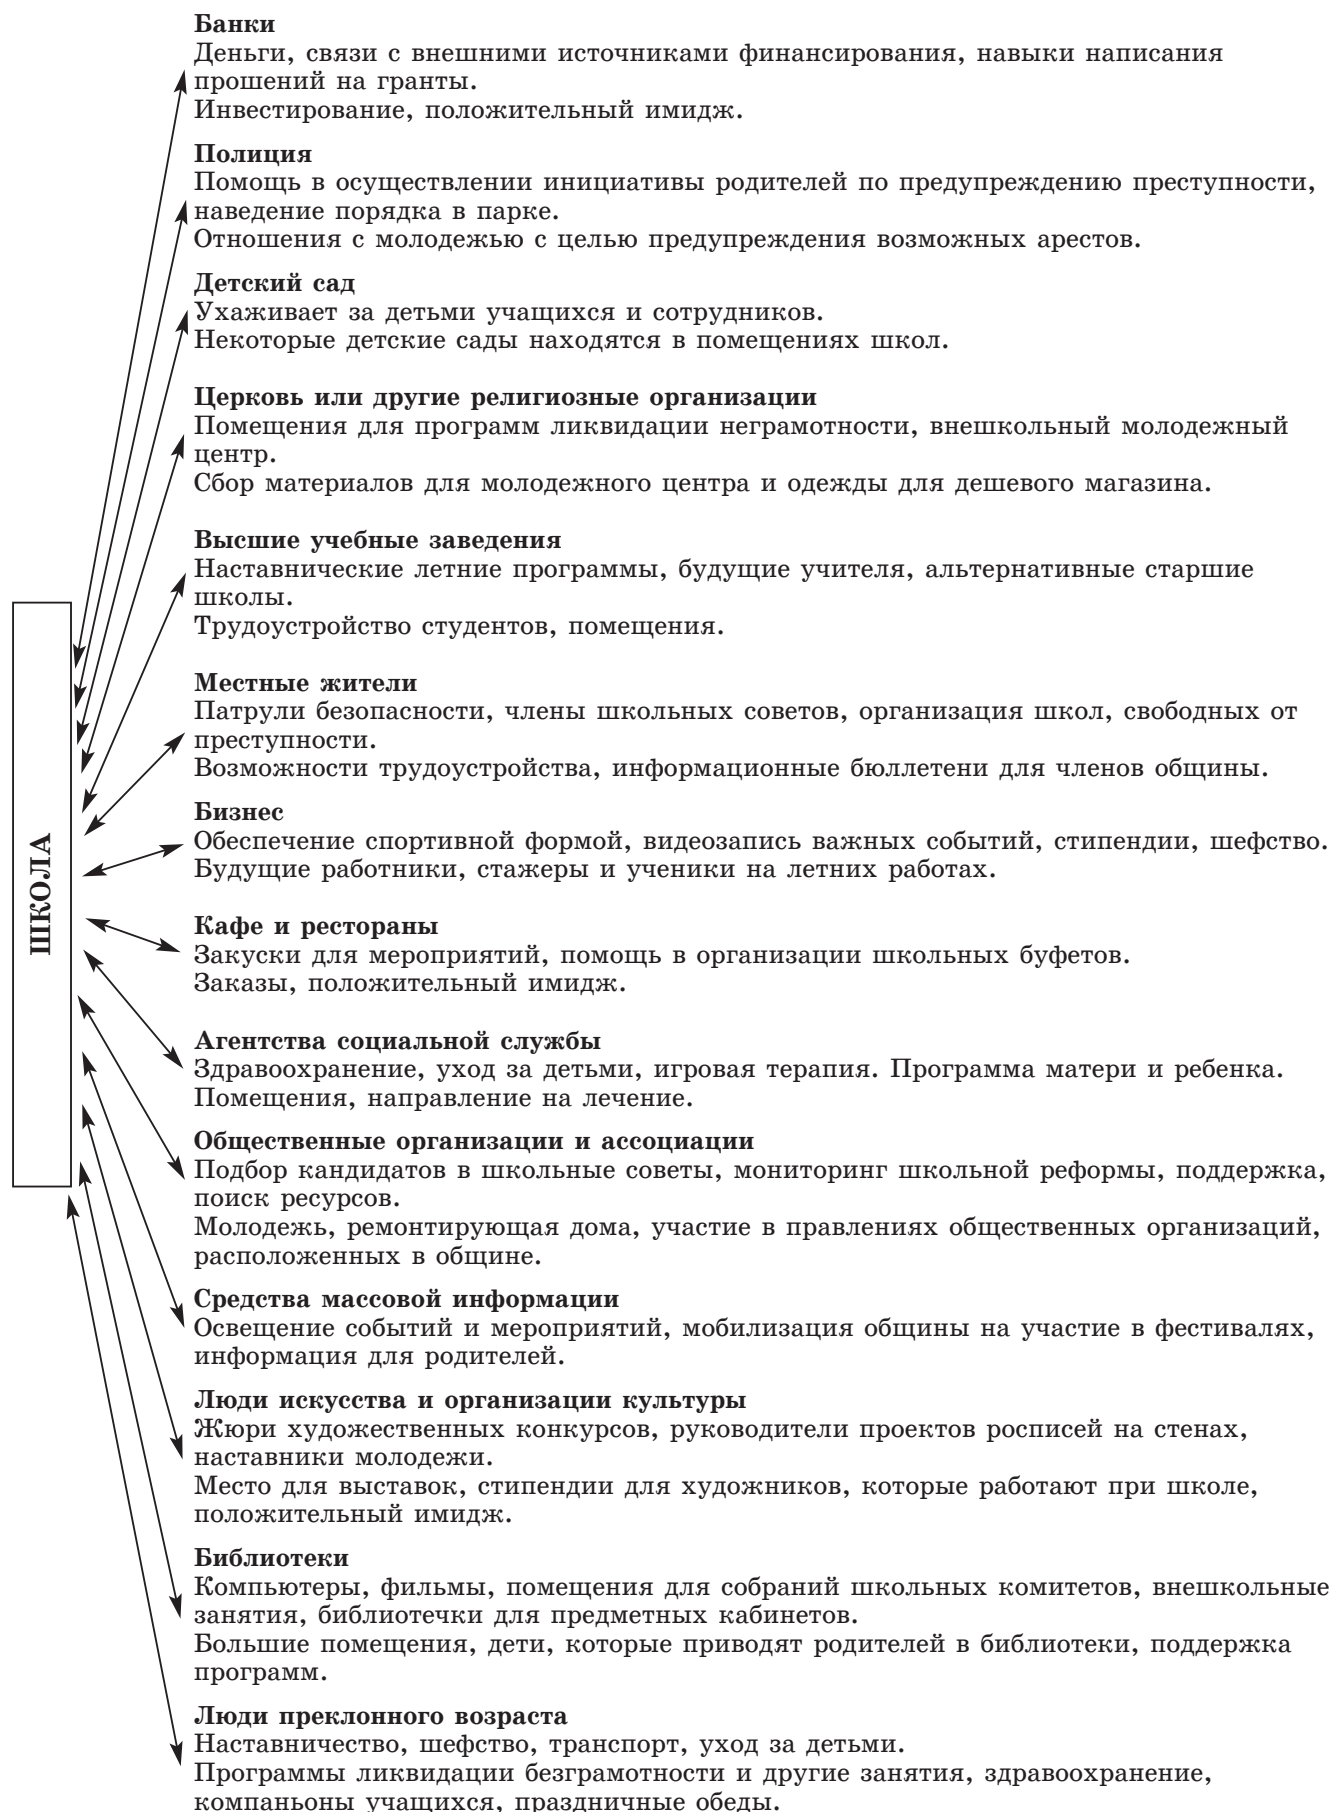 Банки
Деньги, связи с внешними источниками финансирования, навыки написания
прошений на гранты.
Инвестирование, положительный имидж.
Полиция
Помощь в осуществлении инициативы родителей по предупреждению преступности,
наведение порядка в парке.
Отношения с молодежью с целью предупреждения возможных арестов.
Детский сад
Ухаживает за детьми учащихся и сотрудников.
Некоторые детские сады находятся в помещениях школ.
Церковь или другие религиозные организации
Помещения для программ ликвидации неграмотности, внешкольный молодежный
центр.
Сбор материалов для молодежного центра и одежды для дешевого магазина.
Высшие учебные заведения
Наставнические летние программы, будущие учителя, альтернативные старшие
школы.
Трудоустройство студентов, помещения.
Местные жители
Патрули безопасности, члены школьных советов, организация школ, свободных от
преступности.
Возможности трудоустройства, информационные бюллетени для членов общины.
Бизнес
Обеспечение спортивной формой, видеозапись важных событий, стипендии, шефство.
Будущие работники, стажеры и ученики на летних работах.
ШКОЛА
Кафе и рестораны
Закуски для мероприятий, помощь в организации школьных буфетов.
Заказы, положительный имидж.
Агентства социальной службы
Здравоохранение, уход за детьми, игровая терапия. Программа матери и ребенка.
Помещения, направление на лечение.
Общественные организации и ассоциации
Подбор кандидатов в школьные советы, мониторинг школьной реформы, поддержка,
поиск ресурсов.
Молодежь, ремонтирующая дома, участие в правлениях общественных организаций,
расположенных в общине.
Средства массовой информации
Освещение событий и мероприятий, мобилизация общины на участие в фестивалях,
информация для родителей.
Люди искусства и организации культуры
Жюри художественных конкурсов, руководители проектов росписей на стенах,
наставники молодежи.
Место для выставок, стипендии для художников, которые работают при школе,
положительный имидж.
Библиотеки
Компьютеры, фильмы, помещения для собраний школьных комитетов, внешкольные
занятия, библиотечки для предметных кабинетов.
Большие помещения, дети, которые приводят родителей в библиотеки, поддержка
программ.
Люди преклонного возраста
Наставничество, шефство, транспорт, уход за детьми.
Программы ликвидации безграмотности и другие занятия, здравоохранение,
компаньоны учащихся, праздничные обеды.